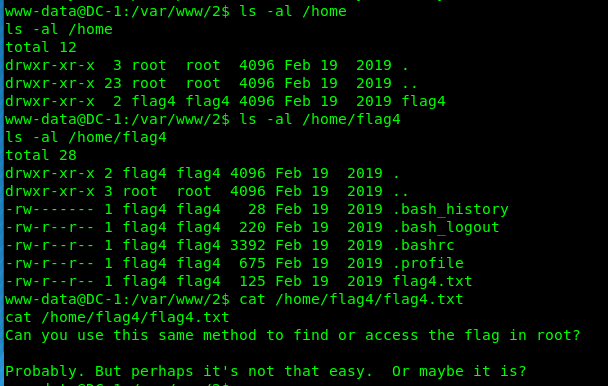 www-data@DC-1:/var/www/2$ ls -al /home
ls -al /home
total 12
drwxr-xr-x  3 root  root  4096 Feb 19  2019 .
drwxr-xr-x 23 root  root  4096 Feb 19  2019 ..
drwxr-xr-x  2 flag4 flag4 4096 Feb 19  2019 flag4
www-data@DC-1:/var/www/2$ ls -al /home/flag4
ls -al /home/flag4
total 28
drwxr-xr-x 2 flag4 flag4 4096 Feb 19  2019 .
drwxr-xr-x 3 root  root  4096 Feb 19  2019 ..
-rw------- 1 flag4 flag4   28 Feb 19  2019 .bash_history
-rw-r--r-- 1 flag4 flag4  220 Feb 19  2019 .bash_logout
-rw-r--r-- 1 flag4 flag4 3392 Feb 19  2019 .bashrc
-rw-r--r-- 1 flag4 flag4  675 Feb 19  2019 .profile
-rw-r--r-- 1 flag4 flag4  125 Feb 19  2019 flag4.txt
www-data@DC-1:/var/www/2$ cat /home/flag4/flag4.txt
cat /home/flag4/flag4.txt
Can you use this same method to find or access the flag in root?
Probably. But perhaps it's not that easy.  Or maybe it is?